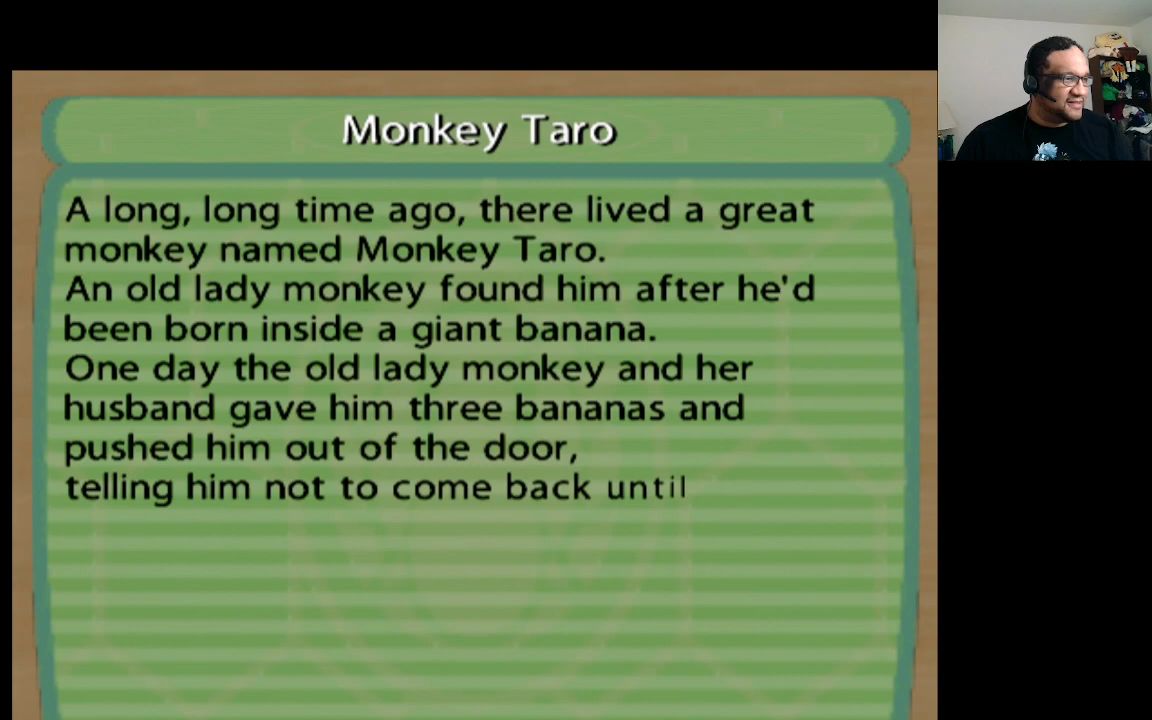 Monkey Taro
A long, long time ago, there lived a great
monkey named Monkey Taro.
An old lady monkey found him after he'd
been born inside a giant banana.
One day the old lady monkey and her
husband gave him three bananas and
pushed him out of the door,
telling him not to come back until